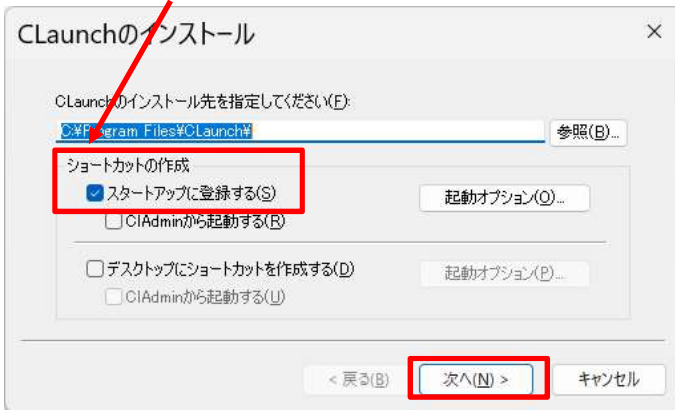 CLaunchのインストール
CLaunchのインストール先を指定してください(F):
C:¥Program Files¥CLaunch¥
参照(B)...
ショートカットの作成
スタートアップに登録する(S)
起動オプション(O)...
ClAdminから起動する(R)
デスクトップにショートカットを作成する(D)
起動オプション(P)...
ClAdminから起動する(U)
< 戻る(B)
次へ(N) >
キャンセル